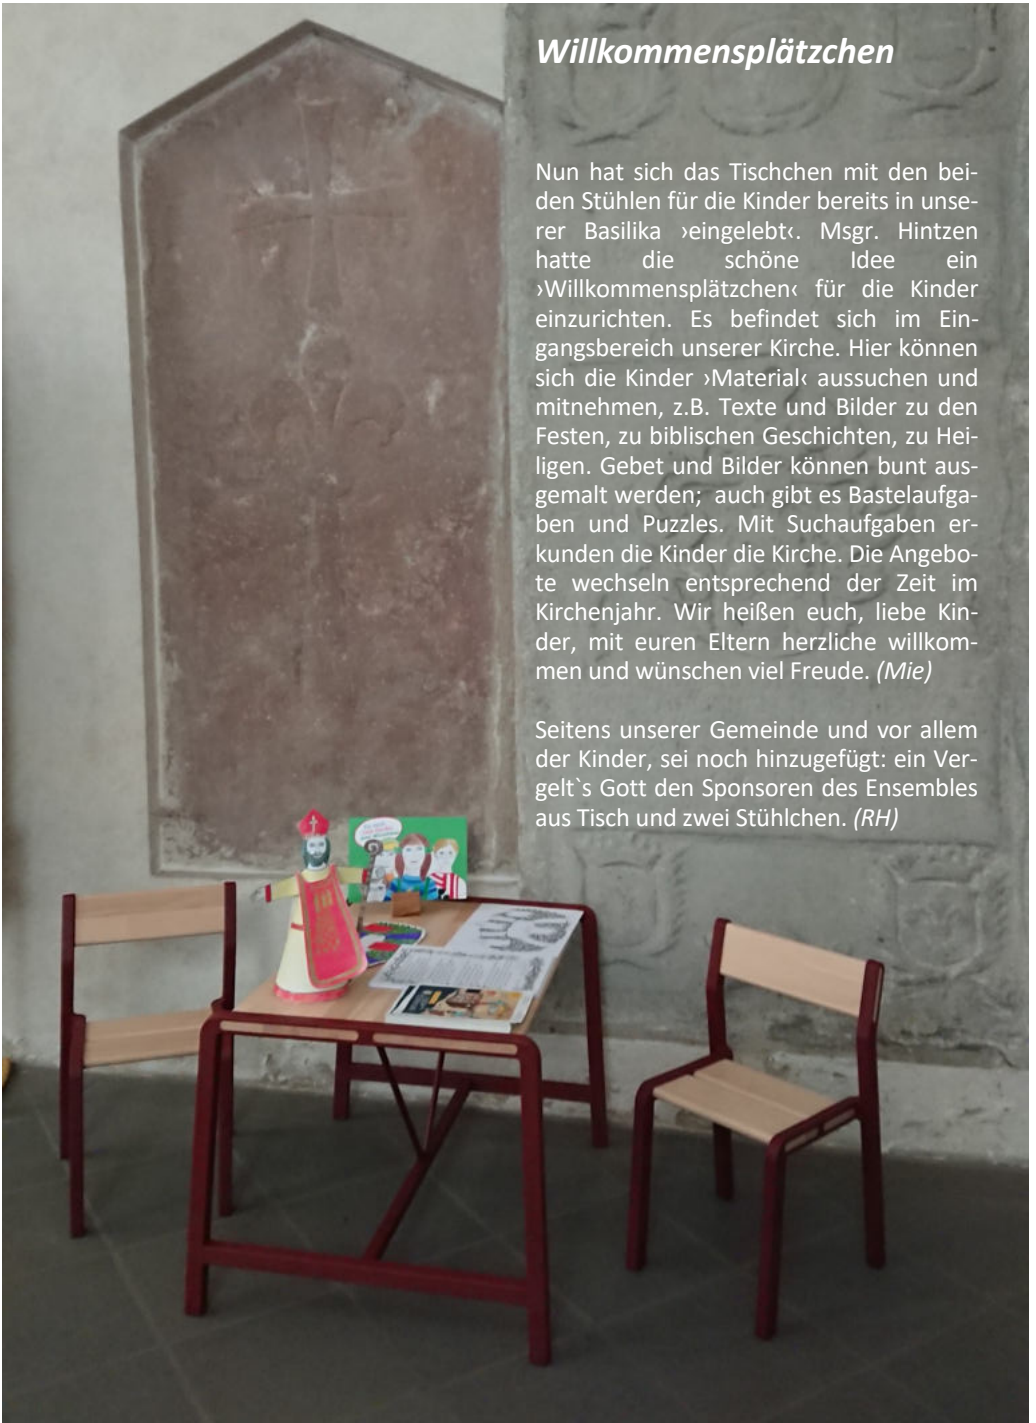 Willkommensplätzchen
Nun hat sich das Tischchen mit den bei-
den Stühlen für die Kinder bereits in unse-
rer Basilika ›eingelebt‹. Msgr. Hintzen
hatte die schöne Idee ein
›Willkommensplätzchen‹ für die Kinder
einzurichten. Es befindet sich im Ein-
gangsbereich unserer Kirche. Hier können
sich die Kinder ›Material‹ aussuchen und
mitnehmen, z.B. Texte und Bilder zu den
Festen, zu biblischen Geschichten, zu Hei-
ligen. Gebet und Bilder können bunt aus-
gemalt werden;  auch gibt es Bastelaufga-
ben und Puzzles. Mit Suchaufgaben er-
kunden die Kinder die Kirche. Die Angebo-
te wechseln entsprechend der Zeit im
Kirchenjahr. Wir heißen euch, liebe Kin-
der, mit euren Eltern herzliche willkom-
men und wünschen viel Freude. (Mie)
Seitens unserer Gemeinde und vor allem
der Kinder, sei noch hinzugefügt: ein Ver-
gelt`s Gott den Sponsoren des Ensembles
aus Tisch und zwei Stühlchen. (RH)